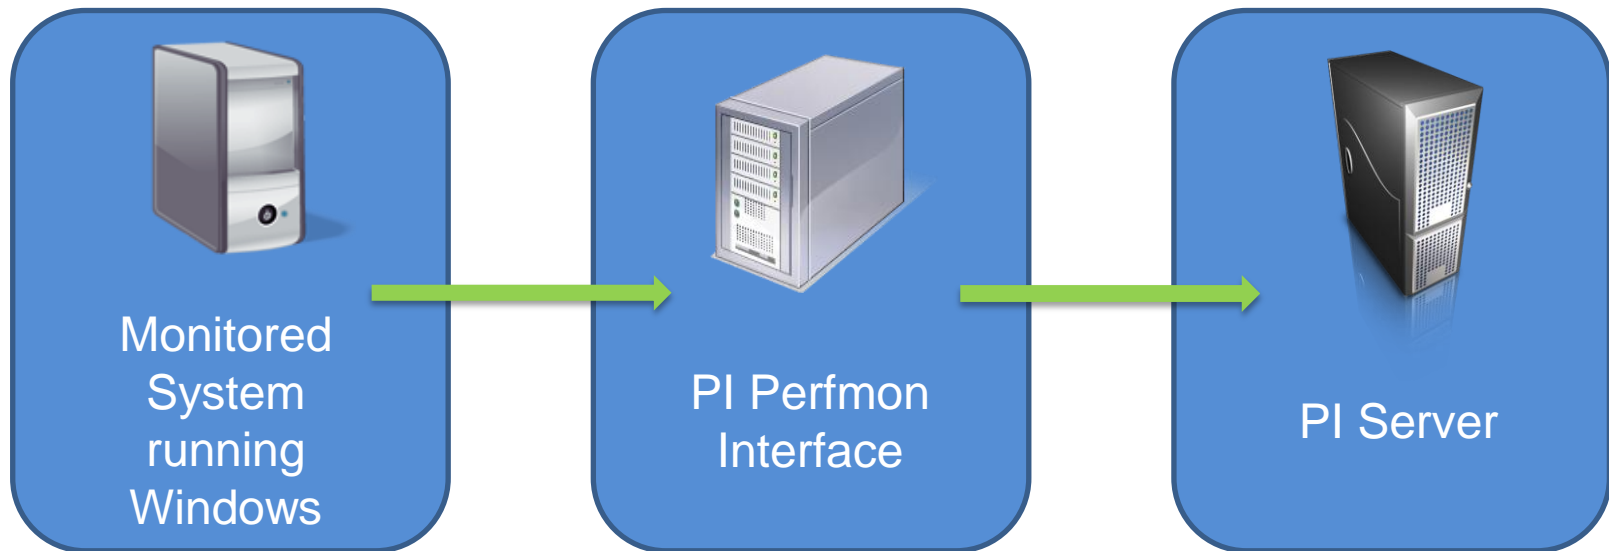 Monitored
System
running
Windows
PI Perfmon
Interface
PI Server